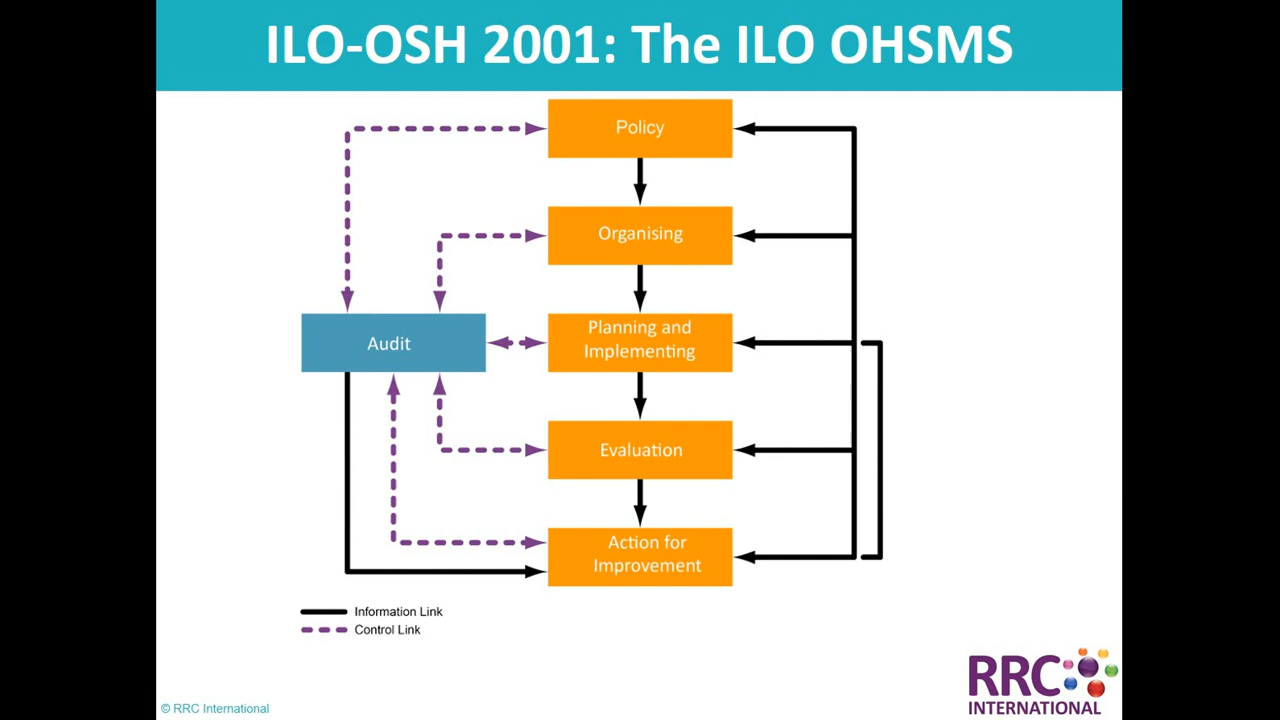 ILO-OSH 2001: The ILO OHSMS
Policy
Organising
Audit
Planning and
Implementing
Evaluation
Action for
Improvement
Information Link
Control Link
© RRC International
RRC
INTERNATIONAL